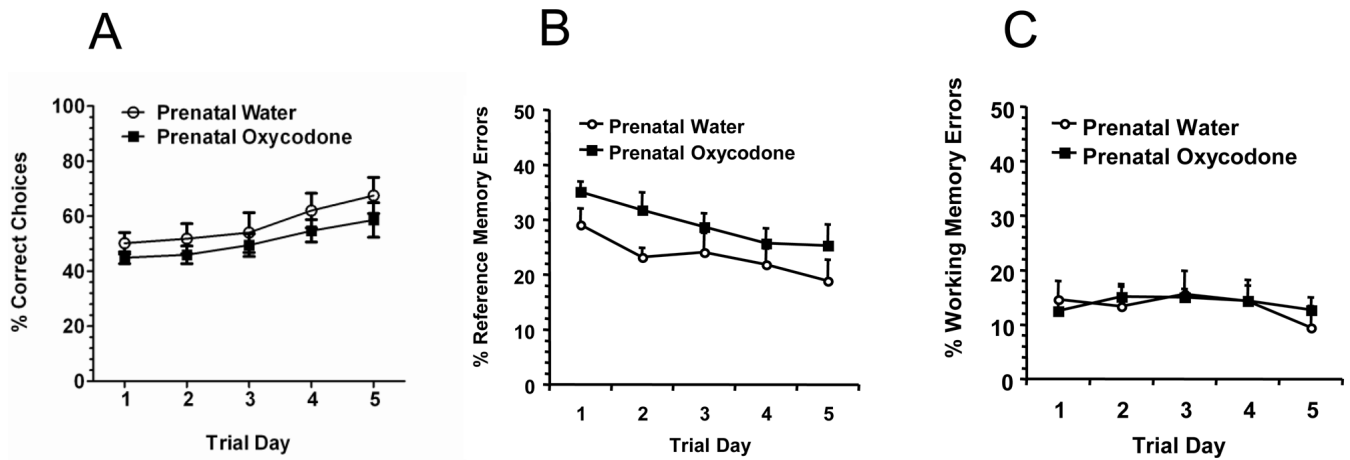 A
Prenatal Water
Prenatal Oxycodone
% Correct Choices
100
80
60
40
20
0
1 2 3 4 5
Trial Day
B
Prenatal Water
Prenatal Oxycodone
% Reference Memory Errors
50
40
30
20
10
0
1 2 3 4 5
Trial Day
C
Prenatal Water
Prenatal Oxycodone
% Working Memory Errors
50
40
30
20
10
0
1 2 3 4 5
Trial Day